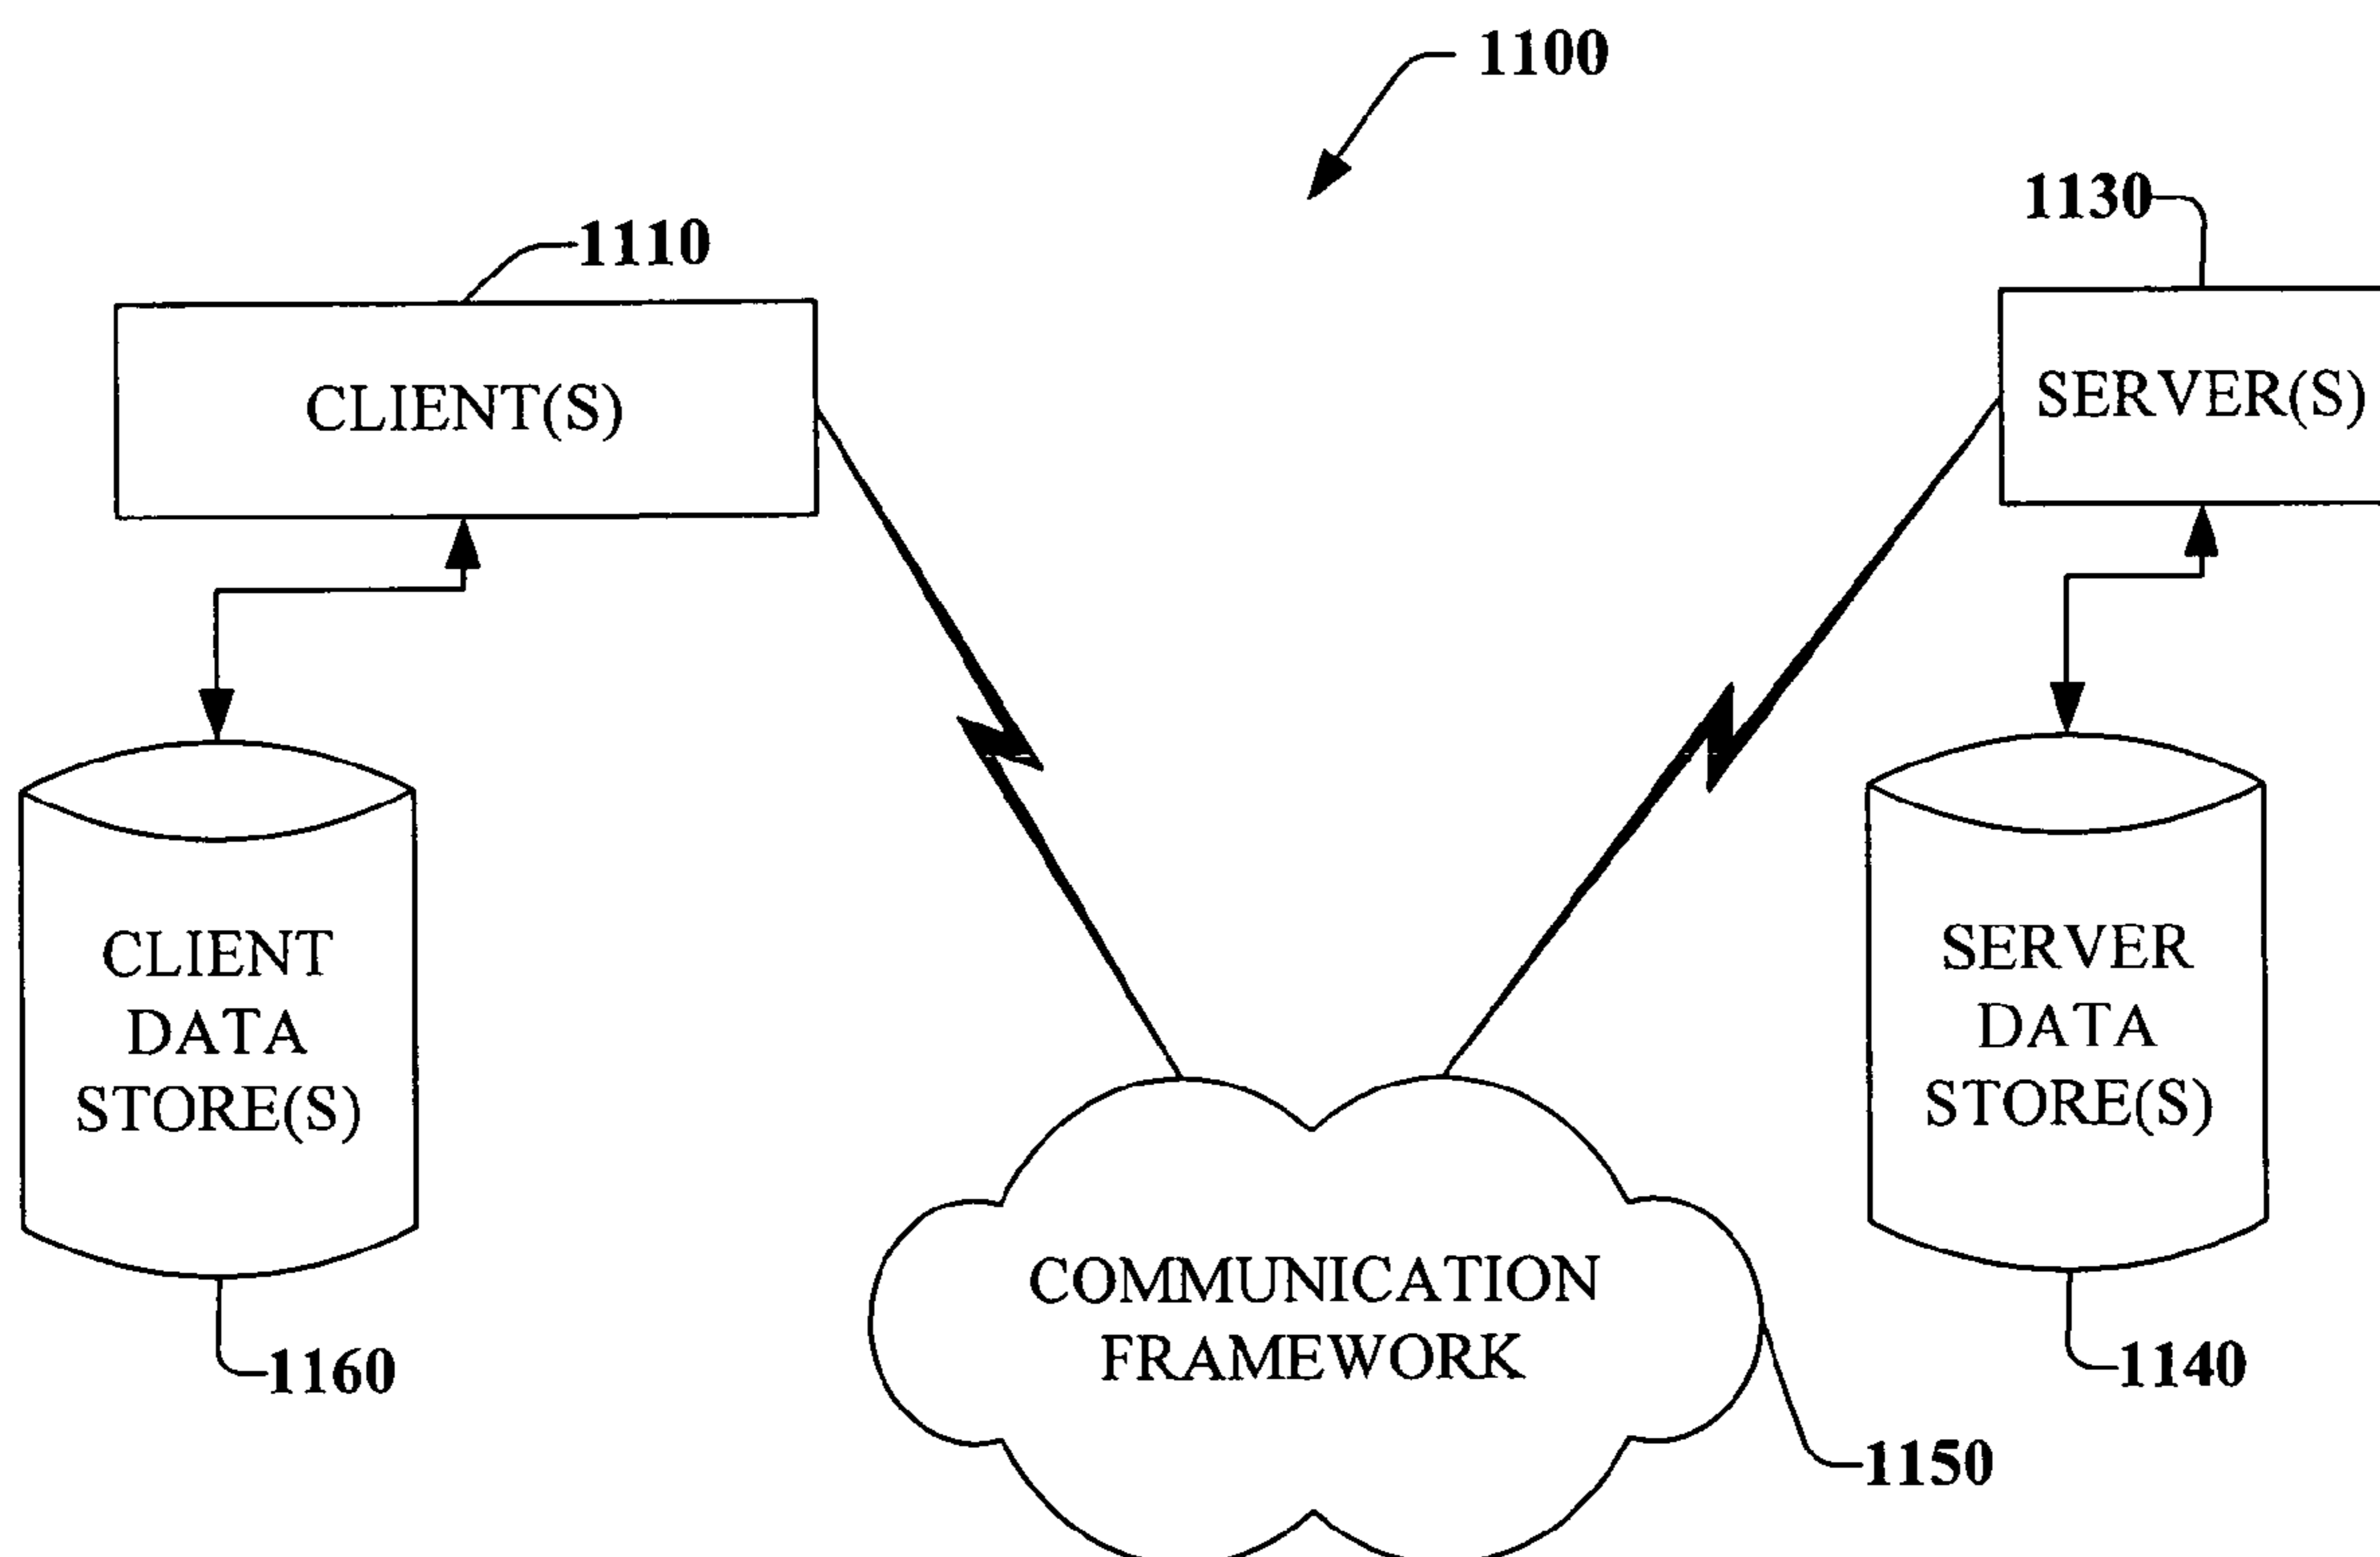 1100
1130
1110
CLIENT(S)
SERVER(S)
CLIENT
DATA
STORE(S)
SERVER
DATA
STORE(S)
COMMUNICATION
FRAMEWORK
1160
1140
1150